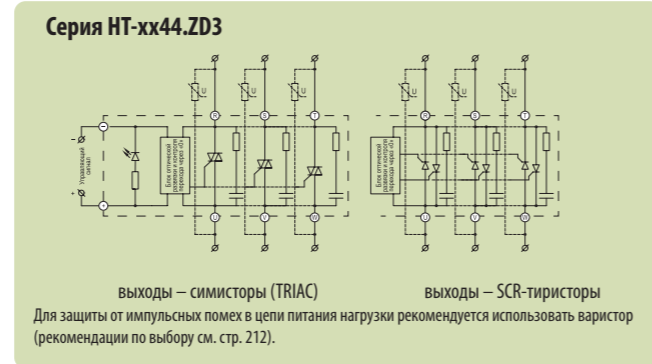 Серия HT-xx44.ZD3
U U U U U U
R S T R S T
− + Управляющий сигнал
Блок оптической развязки и контроля перехода через «0»
Блок оптической развязки и контроля перехода через «0»
U V W U V W
выходы – симисторы (TRIAC) выходы – SCR-тиристоры
Для защиты от импульсных помех в цепи питания нагрузки рекомендуется использовать варистор
(рекомендации по выбору см. стр. 212).